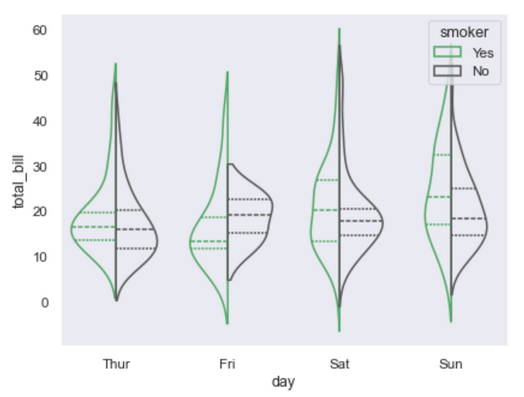 smoker
Yes
No
60
50
40
30
20
10
0
total_bill
Thur
Fri
Sat
Sun
day